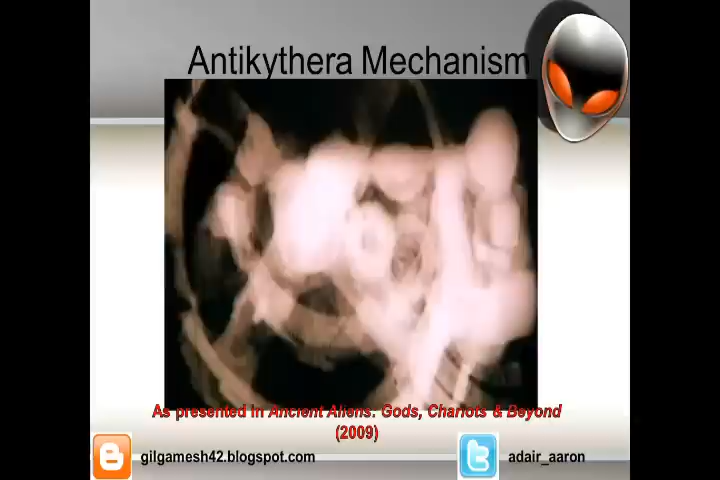 Antikythera Mechanism
As presented in Ancient Aliens: Gods, Chariots & Beyond
(2009)
gilgamesh42.blogspot.com
adair_aaron